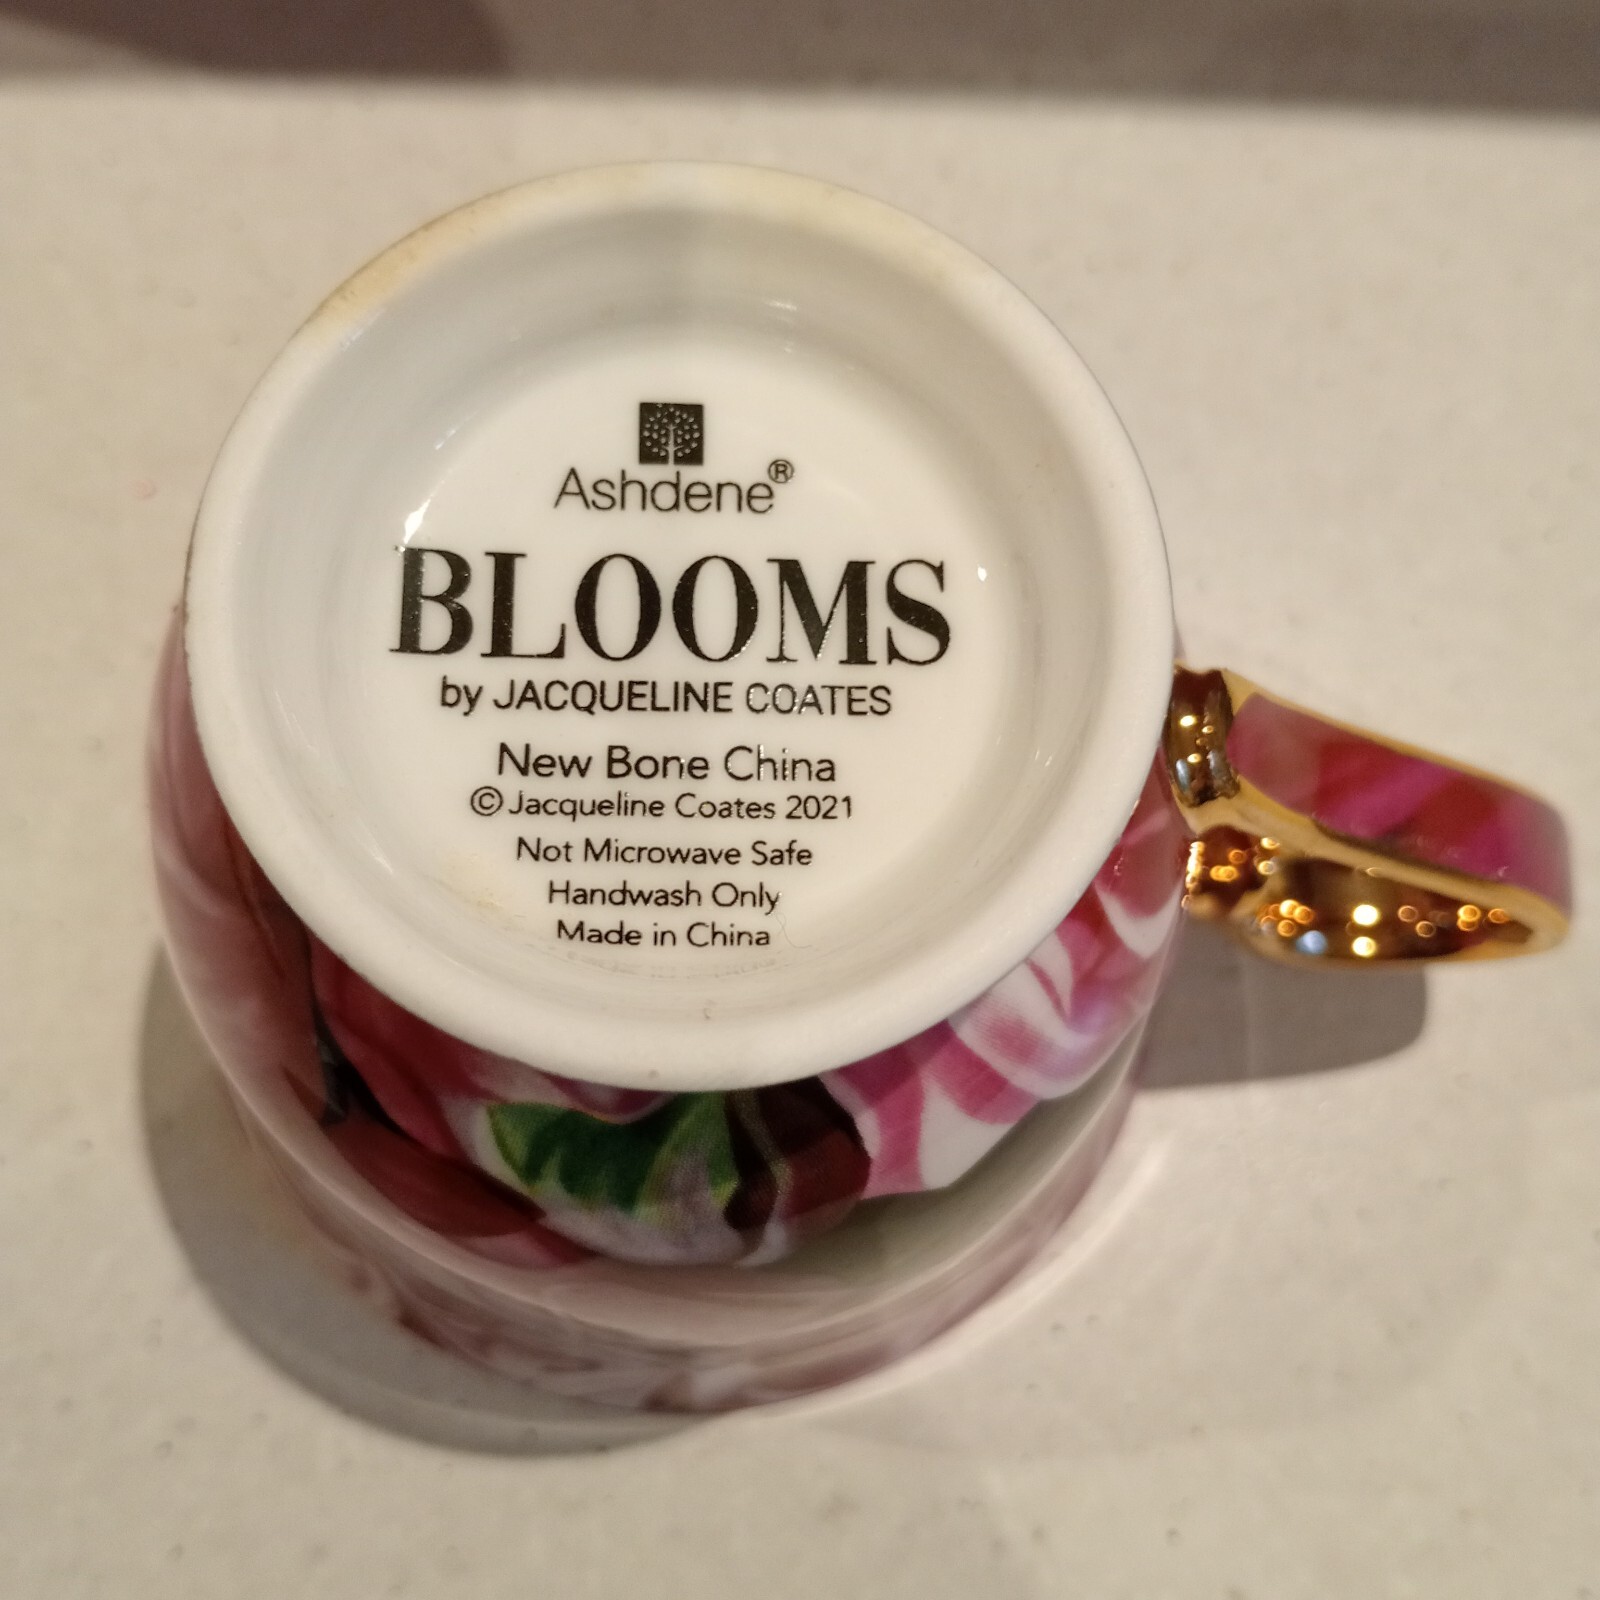 Ashdene®
BLOOMS
by JACQUELINE COATES
New Bone China
©Jacqueline Coates 2021
Not Microwave Safe
Handwash Only
Made in China